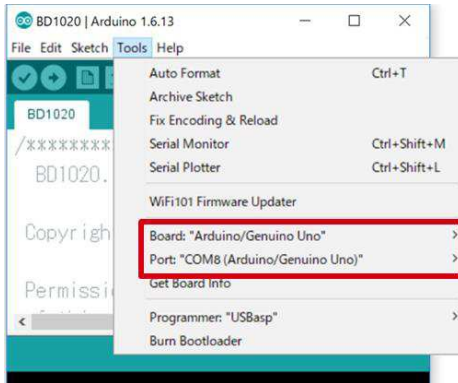 BD1020 | Arduino 1.6.13
File Edit Sketch Tools Help
Auto Format Ctrl+T
Archive Sketch
Fix Encoding & Reload
Serial Monitor Ctrl+Shift+M
Serial Plotter Ctrl+Shift+L
WiFi101 Firmware Updater
Board: "Arduino/Genuino Uno"
Port: "COM8 (Arduino/Genuino Uno)"
Get Board Info
Programmer: "USBasp"
Burn Bootloader
BD1020
/********
BD1020.
Copyrigh
Permissi